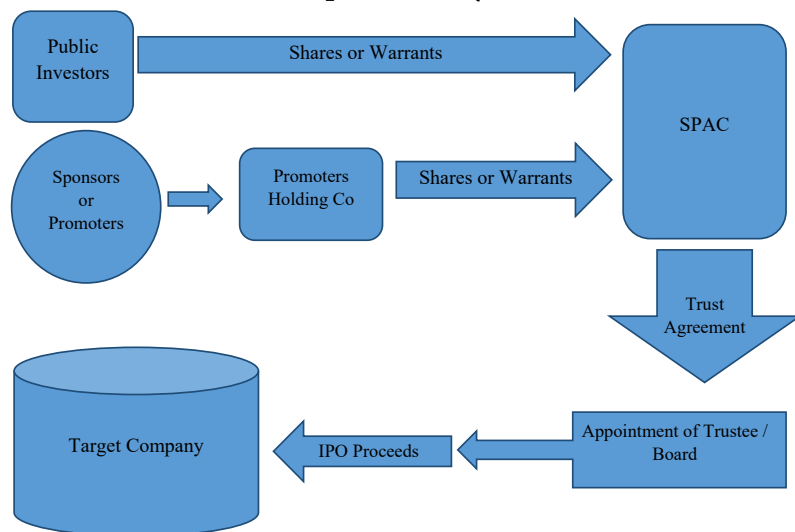 Public
Investors
Shares or Warrants
SPAC
Sponsors
or
Promoters
Promoters
Holding Co
Shares or Warrants
Trust
Agreement
Target Company
IPO Proceeds
Appointment of Trustee /
Board